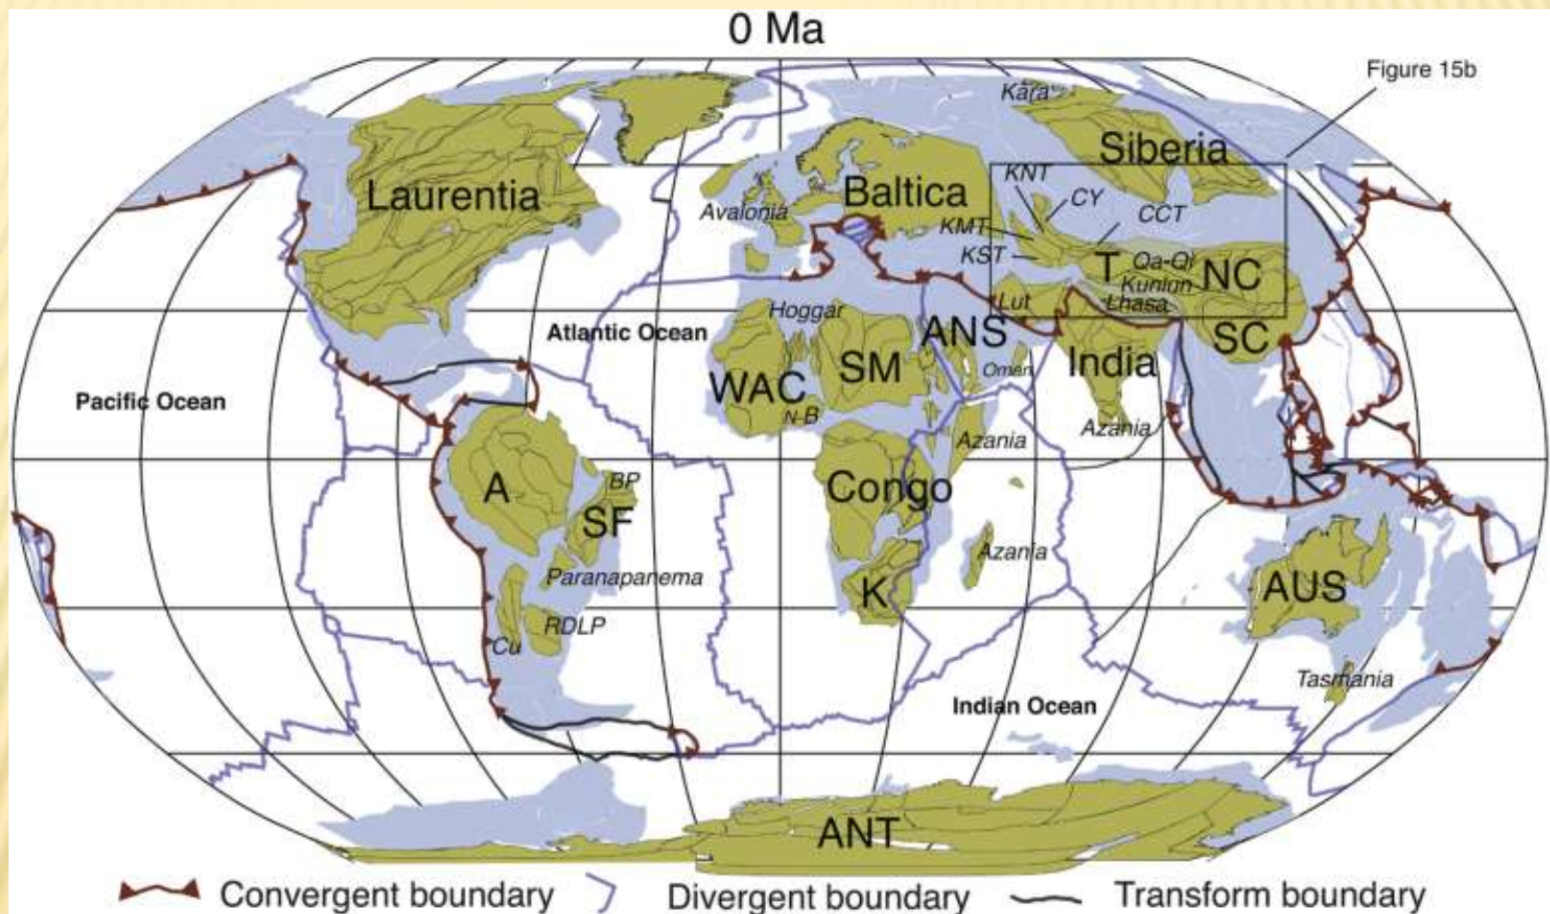 0 Ma
Figure 15b
Kara
Siberia
KNT
Laurentia
Baltica
CY
Avalonia
CCT
KMT
KST
T
Qa-Qi
NC
Kunlun
Lut
Lhasa
Hoggar
Atlantic Ocean
ANS
SC
SM
India
Oman
WAC
Pacific Ocean
N-B
Azania
Azania
A
BP
Congo
SF
Azania
Paranapanema
K
AUS
RDLP
Cu
Tasmania
Indian Ocean
ANT
Convergent boundary
Divergent boundary
Transform boundary